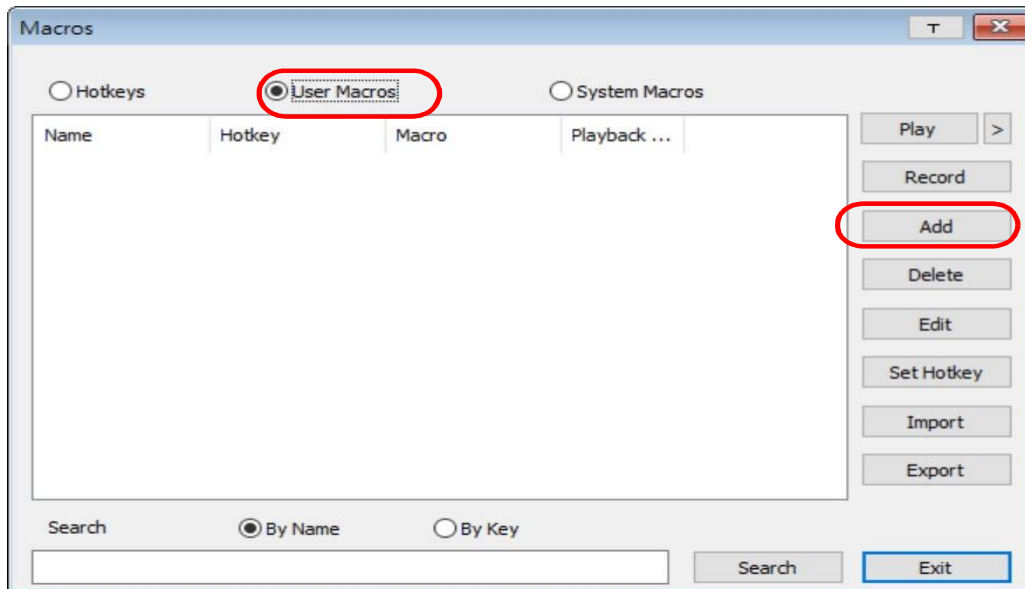 Macros
T
Hotkeys User Macros System Macros
Name Hotkey Macro Playback ...
Play >
Record
Add
Delete
Edit
Set Hotkey
Import
Export
Search By Name By Key
Search Exit